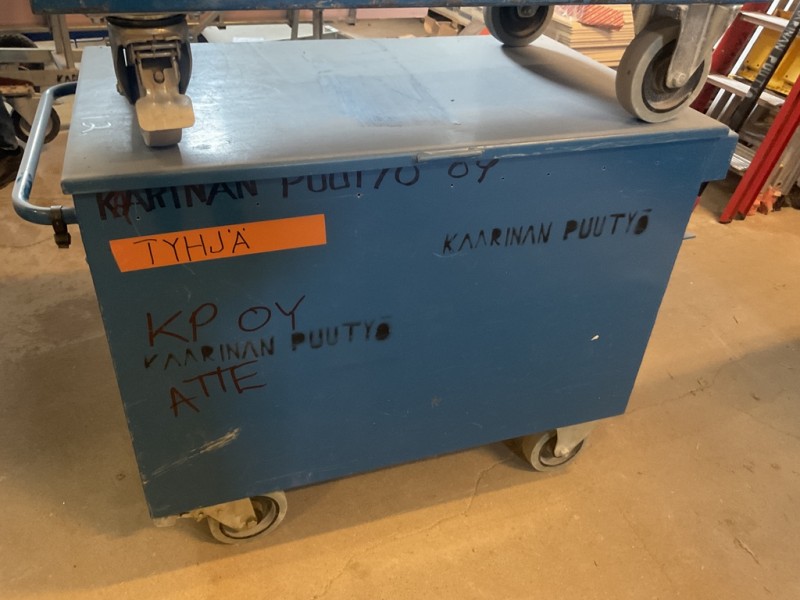 KAARINAN PUUTYÖ OY
TYHJÄ
KAARINAN PUUTYÖ
KP OY
KAARINAN PUUTYÖ
ATTE